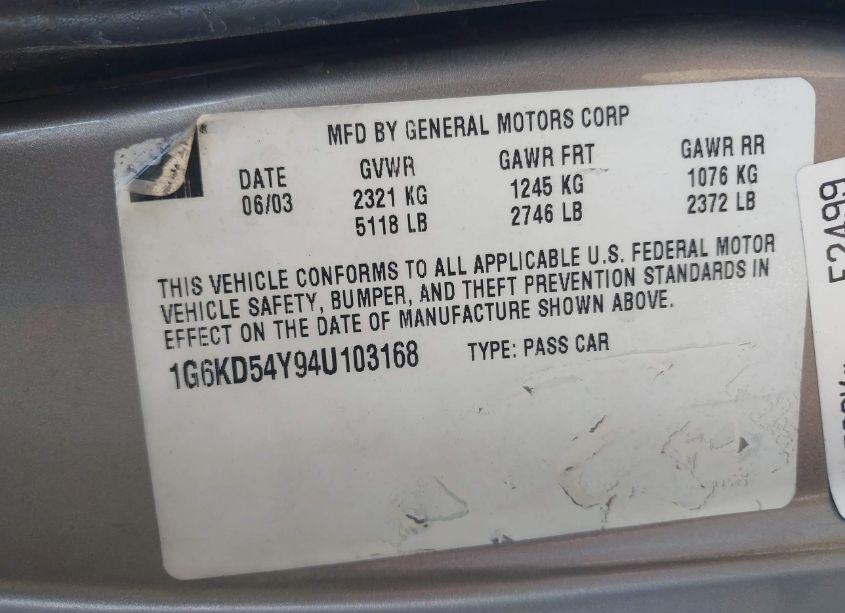 MFD BY GENERAL MOTORS CORP
DATE GVWR GAWR FRT GAWR RR
06/03 2321 KG 1245 KG 1076 KG
5118 LB 2746 LB 2372 LB
THIS VEHICLE CONFORMS TO ALL APPLICABLE U.S. FEDERAL MOTOR
VEHICLE SAFETY, BUMPER, AND THEFT PREVENTION STANDARDS IN
EFFECT ON THE DATE OF MANUFACTURE SHOWN ABOVE.
1G6KD54Y94U103168 TYPE: PASS CAR
52499